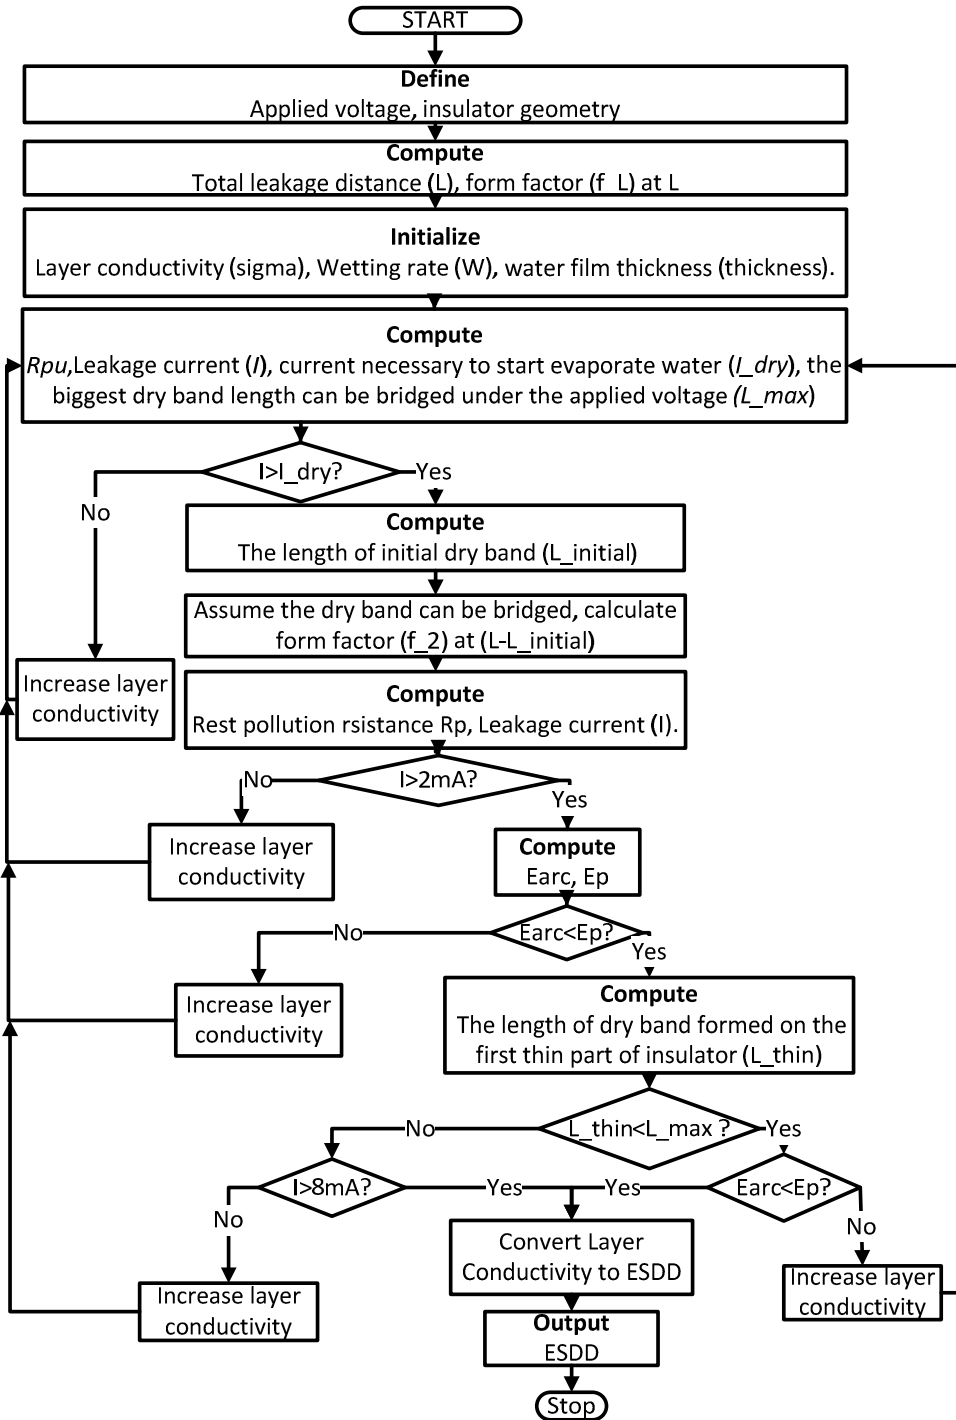 START
Define
Applied voltage, insulator geometry
Compute
Total leakage distance (L), form factor (f_L) at L
Initialize
Layer conductivity (sigma), Wetting rate (W), water film thickness (thickness).
Compute
Rpu,Leakage current (I), current necessary to start evaporate water (I_dry), the
biggest dry band length can be bridged under the applied voltage (L_max)
I>I_dry?
Yes
No
Compute
The length of initial dry band (L_initial)
Assume the dry band can be bridged, calculate
form factor (f_2) at (L-L_initial)
Increase layer
conductivity
Compute
Rest pollution rsistance Rp, Leakage current (I).
I>2mA?
No
Yes
Increase layer
conductivity
Compute
Earc, Ep
Earc<Ep?
No
Yes
Increase layer
conductivity
Compute
The length of dry band formed on the
first thin part of insulator (L_thin)
L_thin<L_max ?
No
Yes
I>8mA?
Yes
Yes
Earc<Ep?
No
No
Convert Layer
Conductivity to ESDD
Increase layer
conductivity
Increase layer
conductivity
Output
ESDD
Stop